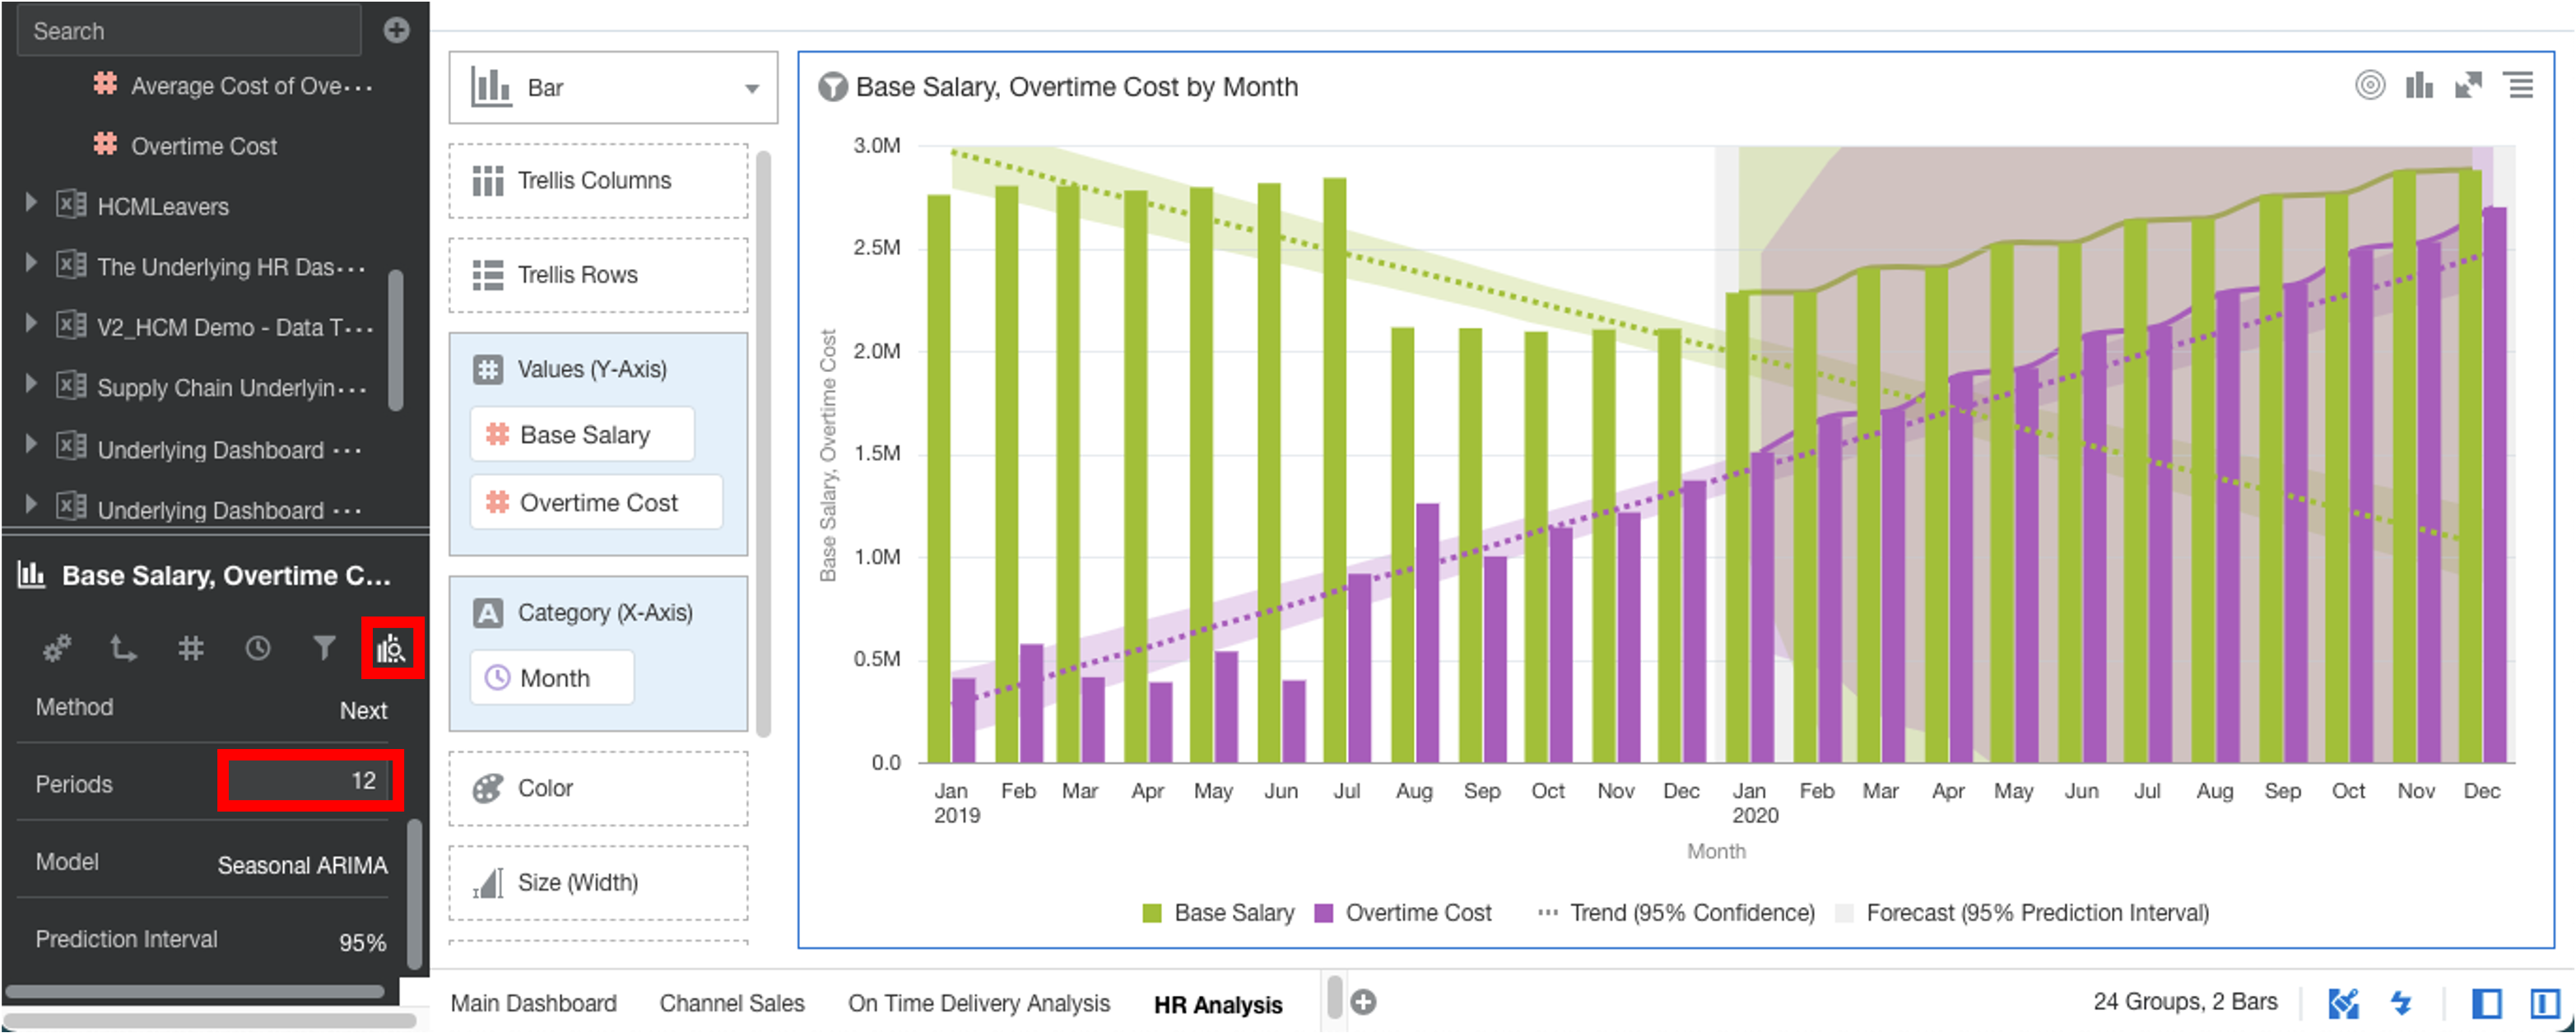 Search
Average Cost of Ove...
Overtime Cost
HCMLeavers
The Underlying HR Das...
V2_HCM Demo - Data T...
Supply Chain Underlyin...
Underlying Dashboard ...
Underlying Dashboard ...
Base Salary, Overtime C...
Method
Next
Periods
12
Model
Seasonal ARIMA
Prediction Interval
95%
Bar
Trellis Columns
Trellis Rows
Values (Y-Axis)
Base Salary
Overtime Cost
Category (X-Axis)
Month
Color
Size (Width)
Base Salary, Overtime Cost by Month
Base Salary, Overtime Cost
3.0M
2.5M
2.0M
1.5M
1.0M
0.5M
0.0
Jan Feb Mar Apr May Jun Jul Aug Sep Oct Nov Dec Jan Feb Mar Apr May Jun Jul Aug Sep Oct Nov Dec
2019 2020
Month
Base Salary Overtime Cost Trend (95% Confidence) Forecast (95% Prediction Interval)
Main Dashboard Channel Sales On Time Delivery Analysis HR Analysis
24 Groups, 2 Bars